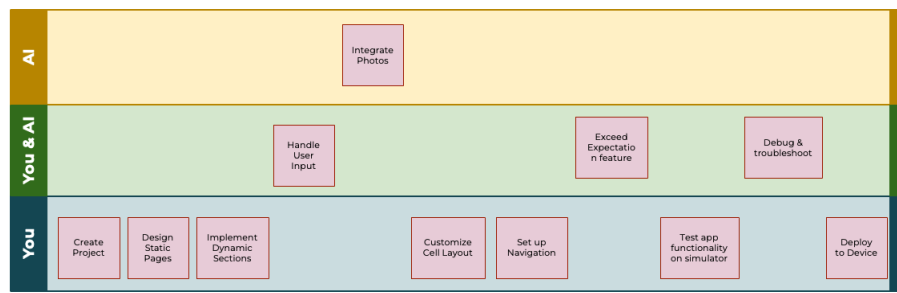 AI
Integrate
Photos
You & AI
Handle
User
Input
Exceed
Expectatio
n feature
Debug &
troubleshoot
You
Create
Project
Design
Static
Pages
Implement
Dynamic
Sections
Customize
Cell Layout
Set up
Navigation
Test app
functionality
on simulator
Deploy
to Device